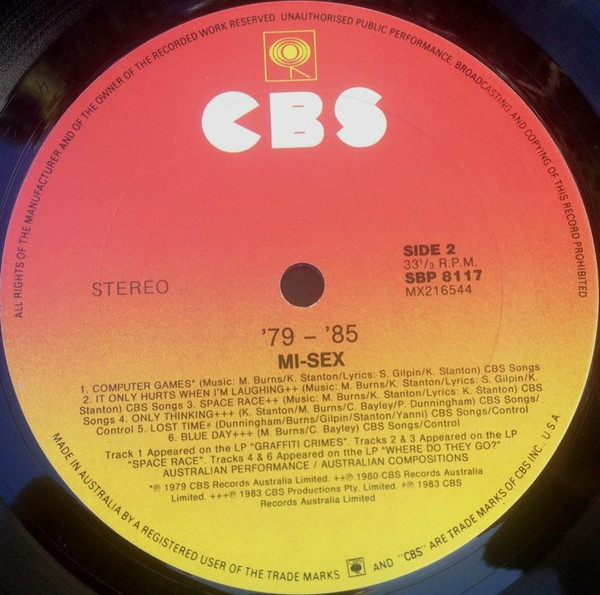 ALL RIGHTS OF THE MANUFACTURER AND OF THE OWNER OF THE RECORDED WORK RESERVED. UNAUTHORISED PUBLIC PERFORMANCE, BROADCASTING AND COPYING OF THIS RECORD PROHIBITED
CBS
SIDE 2
33 1/3 R.P.M.
SBP 8117
MX216544
STEREO
'79 – '85
MI-SEX
1. COMPUTER GAMES* (Music: M. Burns/K. Stanton/Lyrics: S. Gilpin/K. Stanton) CBS Songs
2. IT ONLY HURTS WHEN I'M LAUGHING++ (Music: M. Burns/K. Stanton/Lyrics: S. Gilpin/K.
Stanton) CBS Songs 3. SPACE RACE++ (Music: M. Burns/K. Stanton/Lyrics: S. Gilpin/K. Stanton) CBS
Songs 4. ONLY THINKING+++ (K. Stanton/M. Burns/C. Bayley/P. Dunningham) CBS Songs/
Control 5. LOST TIME# (Dunningham/Burns/Gilpin/Stanton/Yanni) CBS Songs/Control
6. BLUE DAY+++ (M. Burns/C. Bayley) CBS Songs/Control
Track 1 Appeared on the LP "GRAFFITI CRIMES". Tracks 2 & 3 Appeared on the LP
"SPACE RACE". Tracks 4 & 6 Appeared on tte LP "WHERE DO THEY GO?"
AUSTRALIAN PERFORMANCE / AUSTRALIAN COMPOSITIONS
*℗ 1979 CBS Records Australia Limited. ++℗ 1980 CBS Records Australia
Limited. +++℗ 1983 CBS Productions Pty. Limited. #℗ 1983 CBS
Records Australia Limited
MADE IN AUSTRALIA BY A REGISTERED USER OF THE TRADE MARKS AND "CBS" ARE TRADE MARKS OF CBS INC., U.S.A.